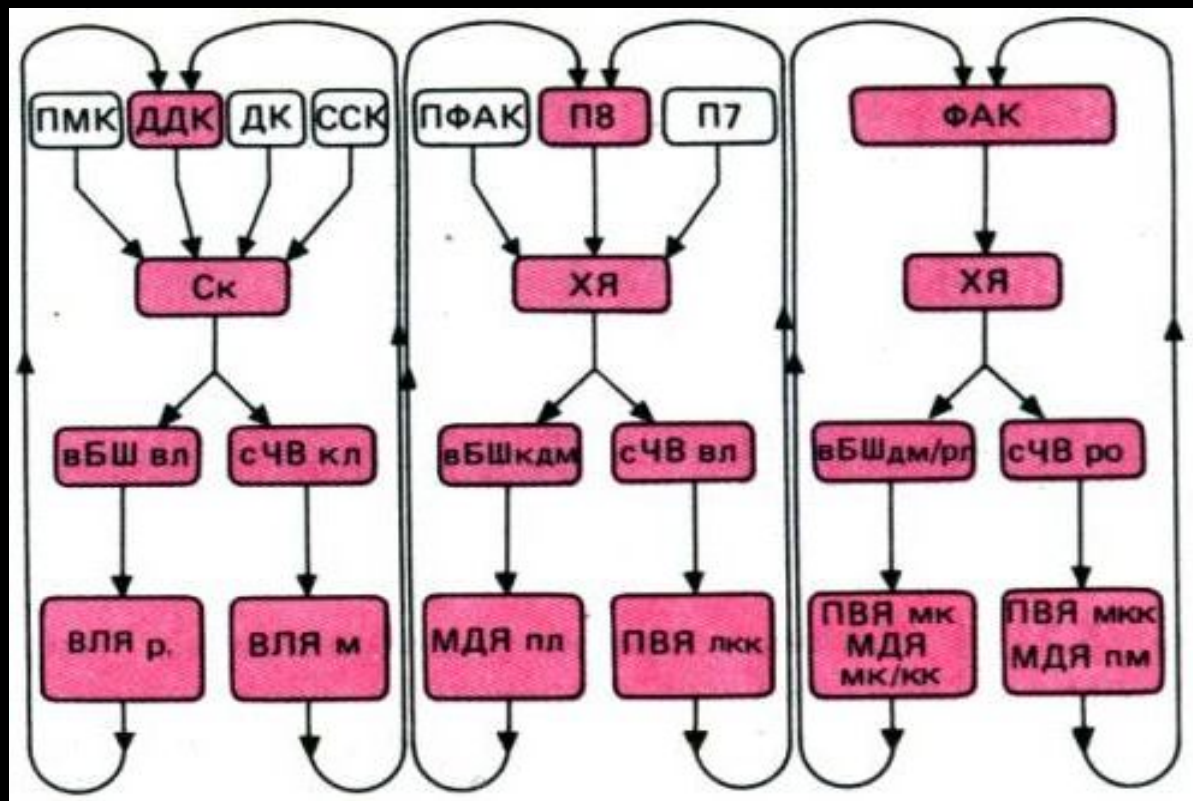 ПМК ДДК ДК ССК ПФАК П8 П7 ФАК
Ск ХЯ ХЯ
вБШ вл сЧВ кл вБШкдм сЧВ вл вБШдм/рг сЧВ ро
ВЛЯ р. ВЛЯ м МДЯ пл ПВЯ лкк
ПВЯ мк
МДЯ
мк/кк
ПВЯ мкк
МДЯ пм